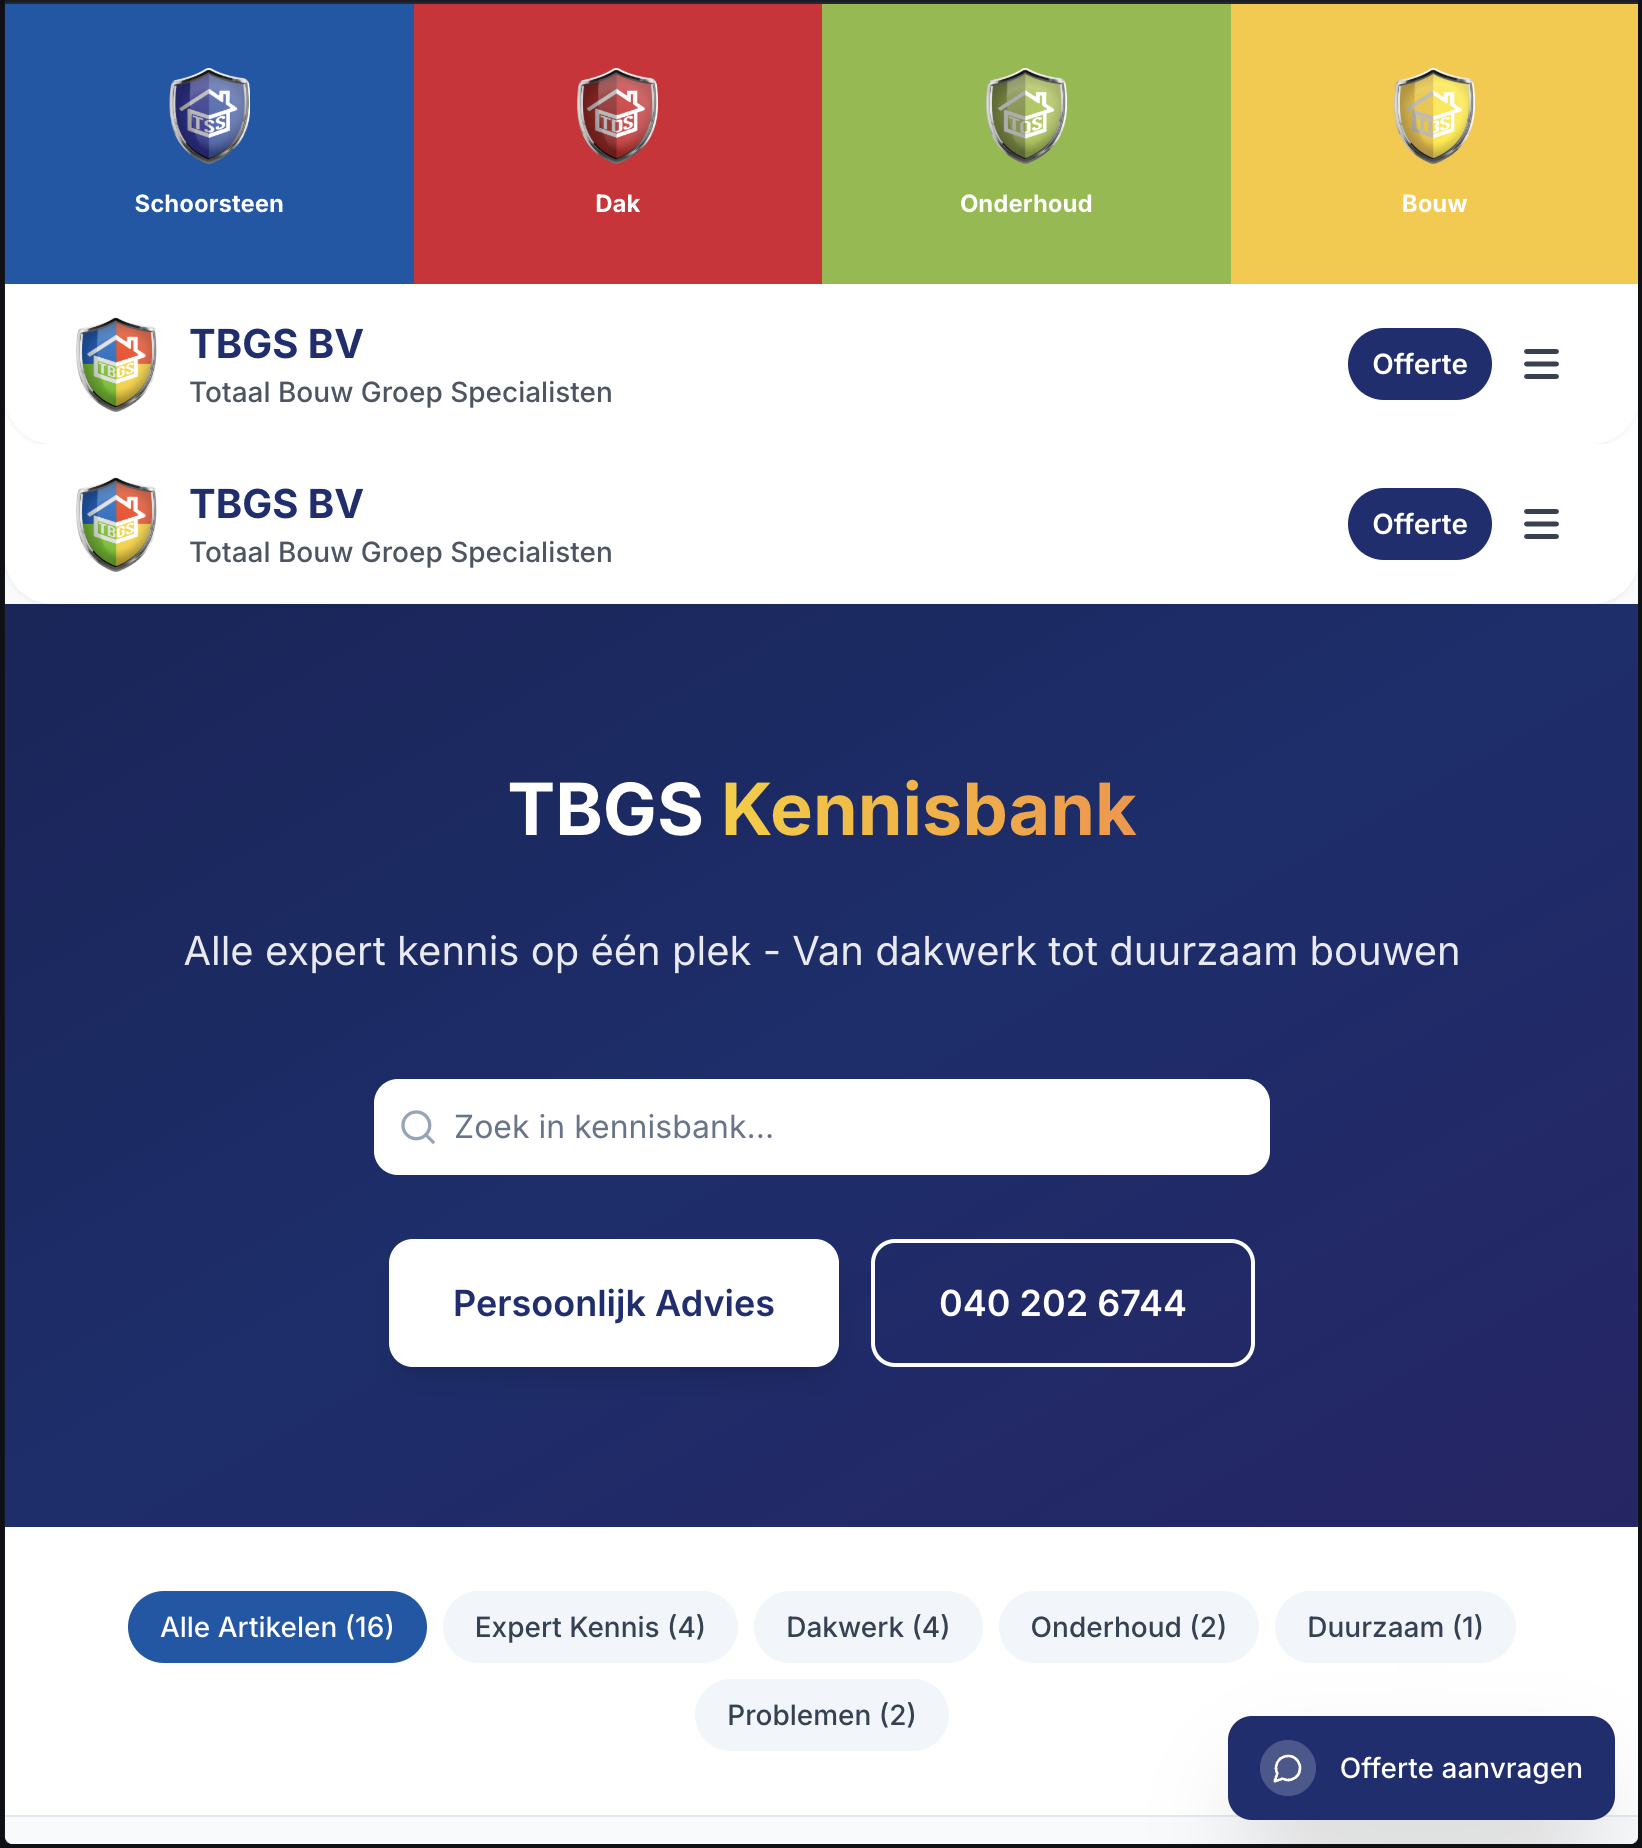 TSS
TDS
TOS
TBS
Schoorsteen
Dak
Onderhoud
Bouw
TBGS
TBGS BV
Totaal Bouw Groep Specialisten
Offerte
TBGS
TBGS BV
Totaal Bouw Groep Specialisten
Offerte
TBGS Kennisbank
Alle expert kennis op één plek - Van dakwerk tot duurzaam bouwen
Zoek in kennisbank...
Persoonlijk Advies
040 202 6744
Alle Artikelen (16)
Expert Kennis (4)
Dakwerk (4)
Onderhoud (2)
Duurzaam (1)
Problemen (2)
Offerte aanvragen